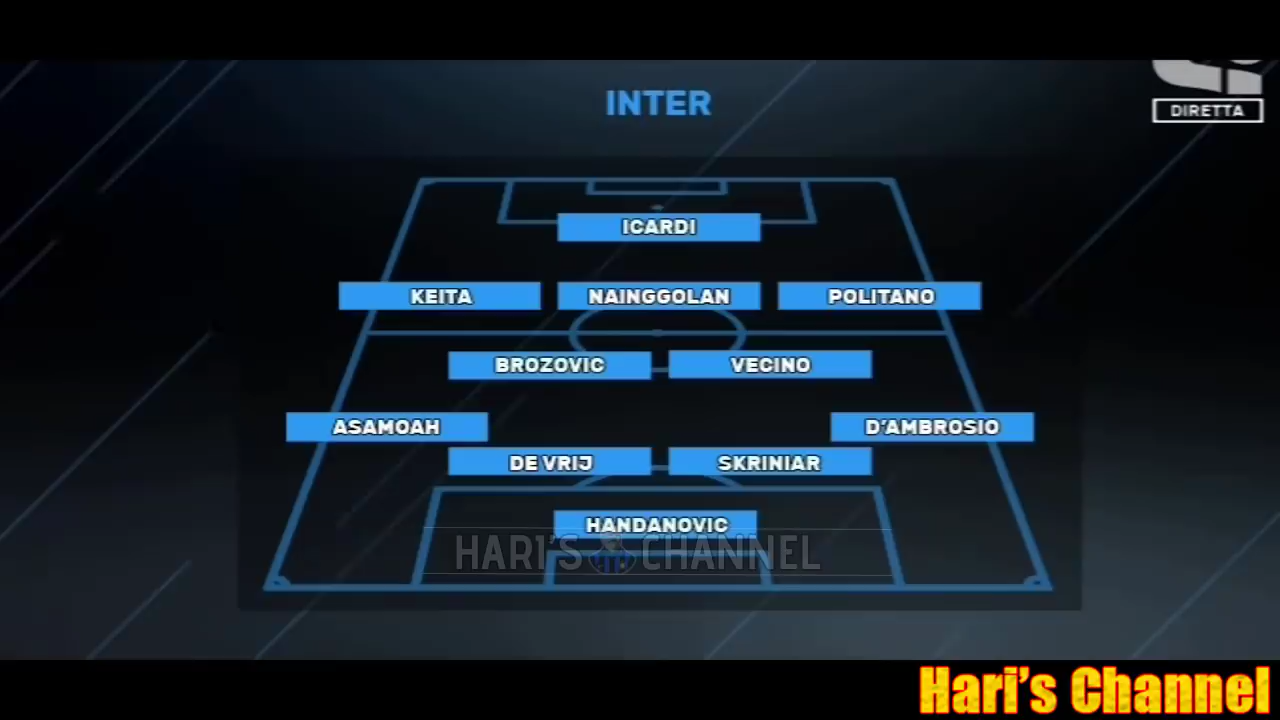 INTER
DIRETTA
ICARDI
KEITA NAINGGOLAN POLITANO
BROZOVIC VECINO
ASAMOAH D'AMBROSIO
DE VRIJ SKRINIAR
HANDANOVIC
HARI'S CHANNEL
Hari's Channel